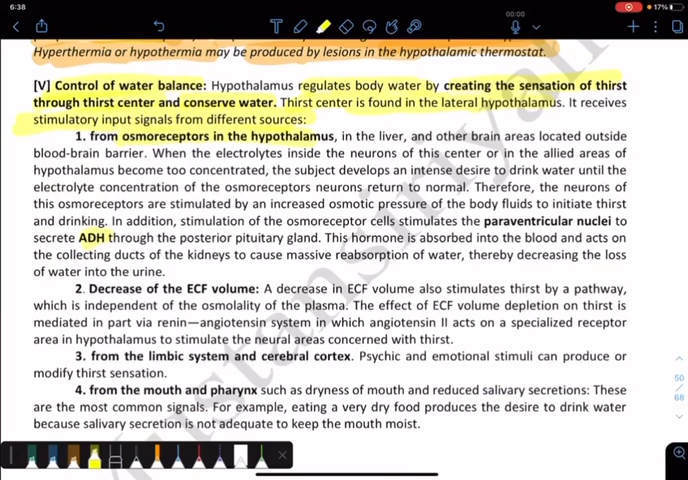 6:38
00:00
17%
Hyperthermia or hypothermia may be produced by lesions in the hypothalamic thermostat.
[V] Control of water balance: Hypothalamus regulates body water by creating the sensation of thirst
through thirst center and conserve water. Thirst center is found in the lateral hypothalamus. It receives
stimulatory input signals from different sources:
1. from osmoreceptors in the hypothalamus, in the liver, and other brain areas located outside
blood-brain barrier. When the electrolytes inside the neurons of this center or in the allied areas of
hypothalamus become too concentrated, the subject develops an intense desire to drink water until the
electrolyte concentration of the osmoreceptors neurons return to normal. Therefore, the neurons of
this osmoreceptors are stimulated by an increased osmotic pressure of the body fluids to initiate thirst
and drinking. In addition, stimulation of the osmoreceptor cells stimulates the paraventricular nuclei to
secrete ADH through the posterior pituitary gland. This hormone is absorbed into the blood and acts on
the collecting ducts of the kidneys to cause massive reabsorption of water, thereby decreasing the loss
of water into the urine.
2. Decrease of the ECF volume: A decrease in ECF volume also stimulates thirst by a pathway,
which is independent of the osmolality of the plasma. The effect of ECF volume depletion on thirst is
mediated in part via renin—angiotensin system in which angiotensin II acts on a specialized receptor
area in hypothalamus to stimulate the neural areas concerned with thirst.
3. from the limbic system and cerebral cortex. Psychic and emotional stimuli can produce or
modify thirst sensation.
4. from the mouth and pharynx such as dryness of mouth and reduced salivary secretions: These
are the most common signals. For example, eating a very dry food produces the desire to drink water
because salivary secretion is not adequate to keep the mouth moist.
50
/
68